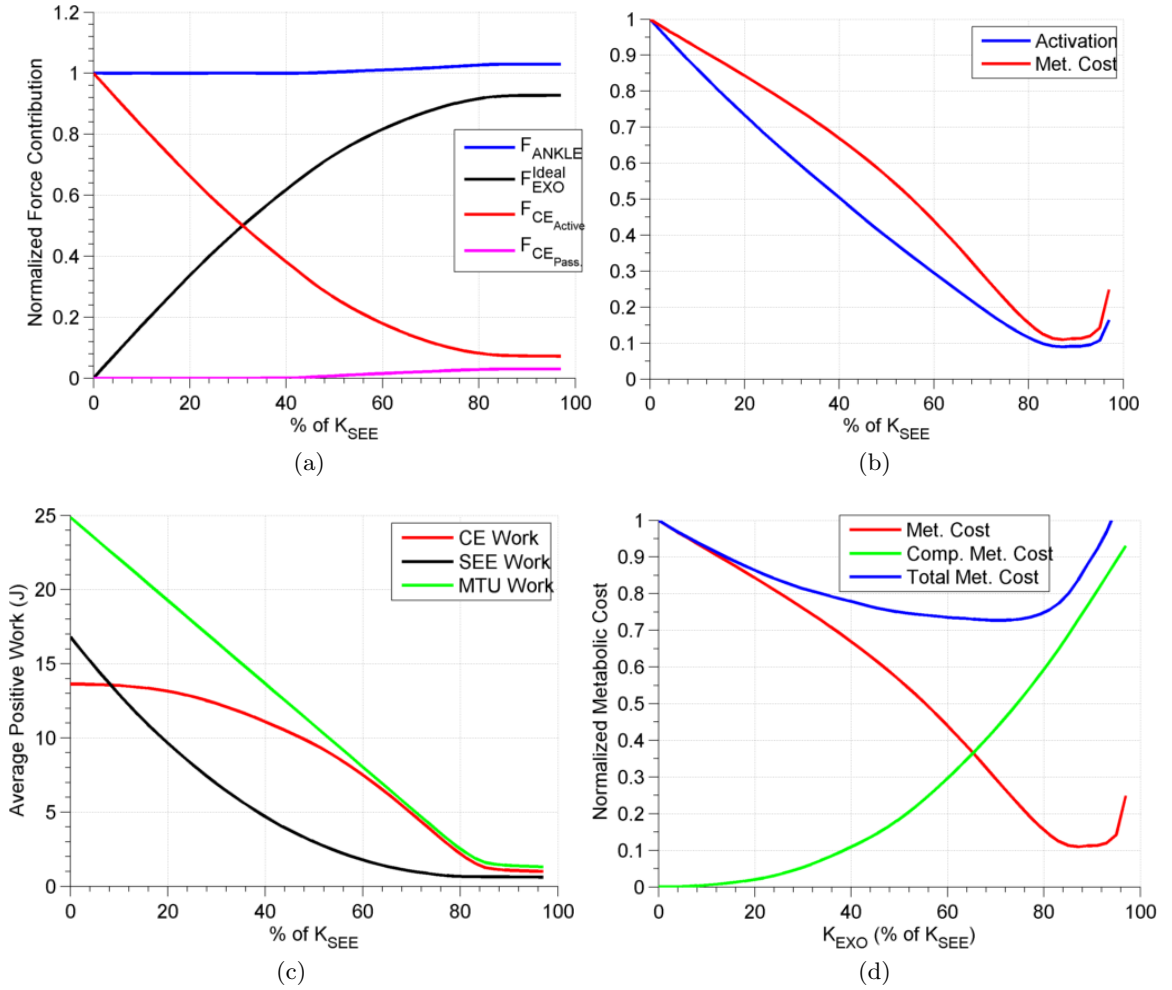 1.2
1
0.8
0.6
0.4
0.2
0
Normalized Force Contribution
F_ANKLE
F_EXO^Ideal
F_CE_Active
F_CE_Pass.
0 20 40 60 80 100
% of K_SEE
(a)
1
0.9
0.8
0.7
0.6
0.5
0.4
0.3
0.2
0.1
0
Activation
Met. Cost
0 20 40 60 80 100
% of K_SEE
(b)
25
20
15
10
5
0
Average Positive Work (J)
CE Work
SEE Work
MTU Work
0 20 40 60 80 100
% of K_SEE
(c)
1
0.9
0.8
0.7
0.6
0.5
0.4
0.3
0.2
0.1
0
Normalized Metabolic Cost
Met. Cost
Comp. Met. Cost
Total Met. Cost
0 20 40 60 80 100
K_EXO (% of K_SEE)
(d)